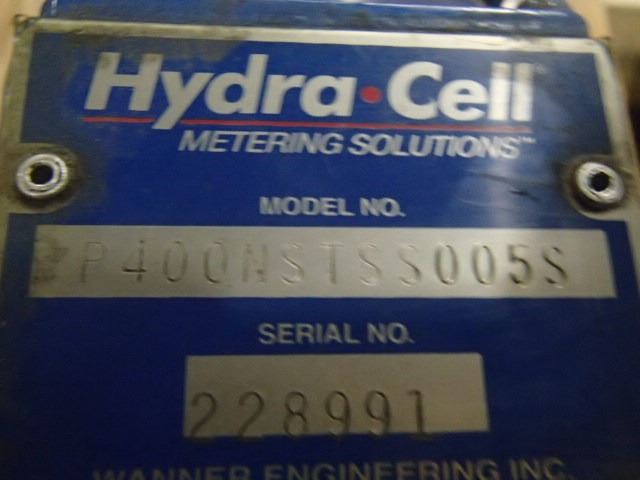 Hydra•Cell
METERING SOLUTIONS™
MODEL NO.
P400NSTSS005S
SERIAL NO.
228991
WANNER ENGINEERING INC.